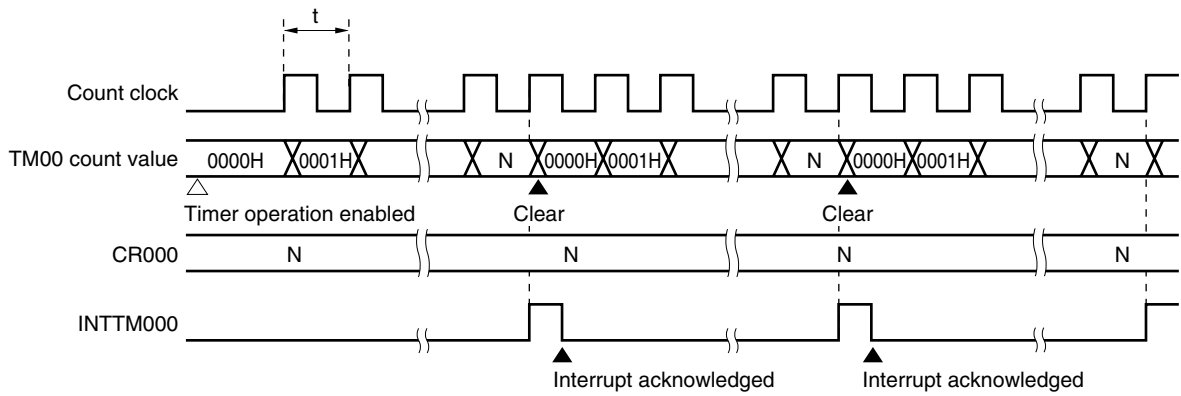 t
Count clock
TM00 count value 0000H 0001H N 0000H 0001H N 0000H 0001H N
Timer operation enabled Clear Clear
CR000 N N N N
INTTM000
Interrupt acknowledged Interrupt acknowledged